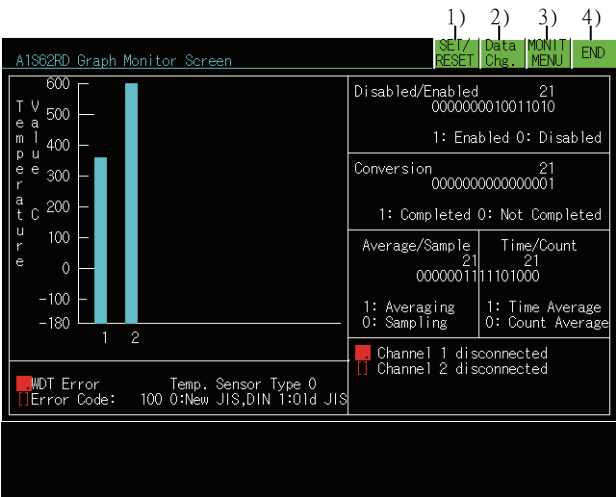 1) 2) 3) 4)
A1S62RD Graph Monitor Screen
SET/ RESET
Data Chg.
MONIT MENU
END
Temperature
Value C
600
500
400
300
200
100
0
-100
-180
1 2
WDT Error
Temp. Sensor Type 0
[]Error Code: 100 0:New JIS,DIN 1:Old JIS
Disabled/Enabled 21
0000000010011010
1: Enabled 0: Disabled
Conversion 21
0000000000000001
1: Completed 0: Not Completed
Average/Sample Time/Count
21 21
0000001111101000
1: Averaging 1: Time Average
0: Sampling 0: Count Average
Channel 1 disconnected
[] Channel 2 disconnected